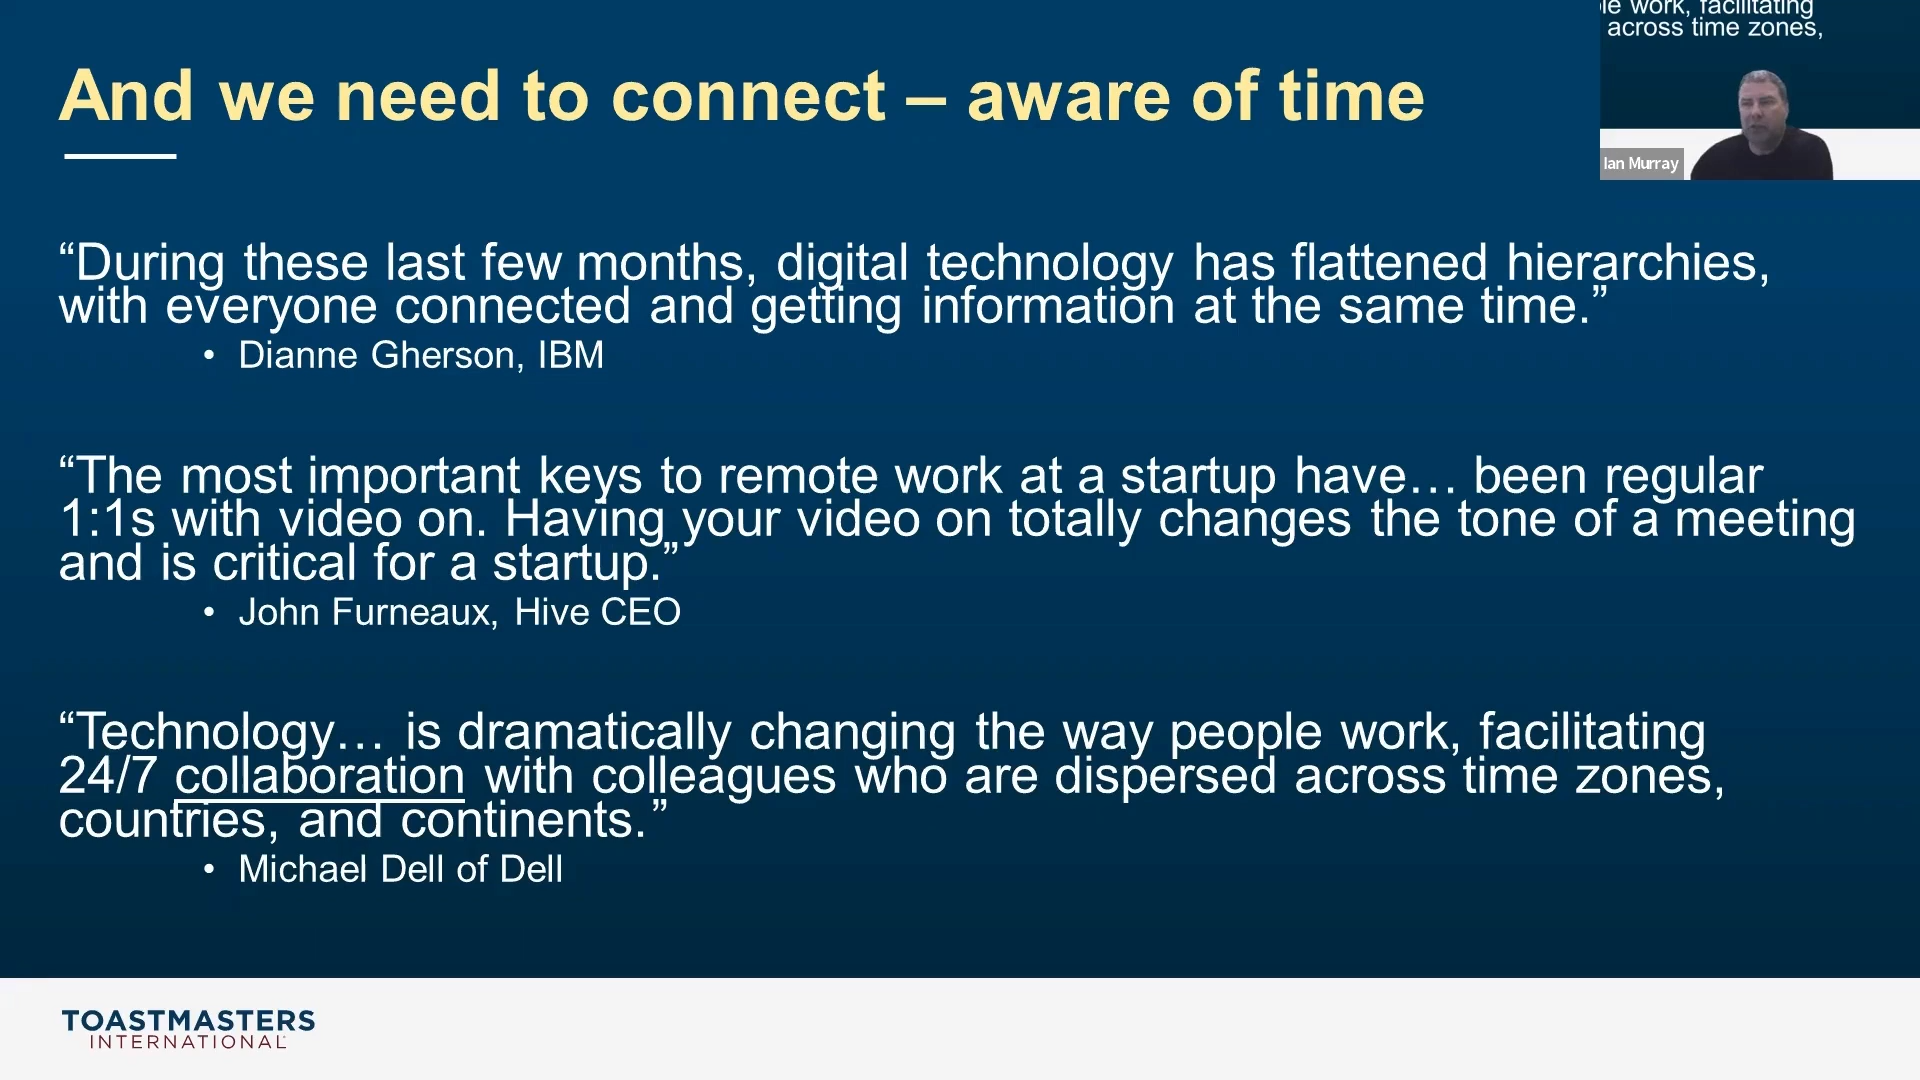 And we need to connect – aware of time
“During these last few months, digital technology has flattened hierarchies,
with everyone connected and getting information at the same time.”
• Dianne Gherson, IBM
“The most important keys to remote work at a startup have… been regular
1:1s with video on. Having your video on totally changes the tone of a meeting
and is critical for a startup.”
• John Furneaux, Hive CEO
“Technology… is dramatically changing the way people work, facilitating
24/7 collaboration with colleagues who are dispersed across time zones,
countries, and continents.”
• Michael Dell of Dell
work, facilitating
across time zones,
Ian Murray
TOASTMASTERS
INTERNATIONAL